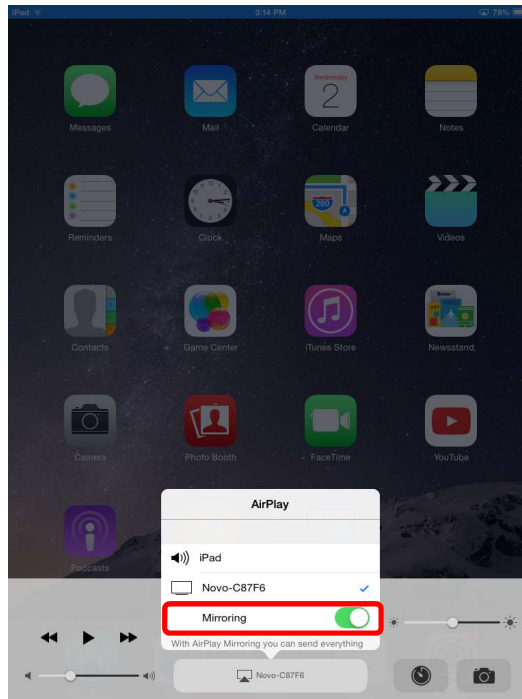 iPad 3:14 PM 78%
Wednesday
2
Messages Mail Calendar Notes
280
Reminders Clock Maps Videos
Contacts Game Center iTunes Store Newsstand
Camera Photo Booth FaceTime YouTube
Podcasts
AirPlay
iPad
Novo-C87F6
Mirroring
With AirPlay Mirroring you can send everything
Novo-C87F6